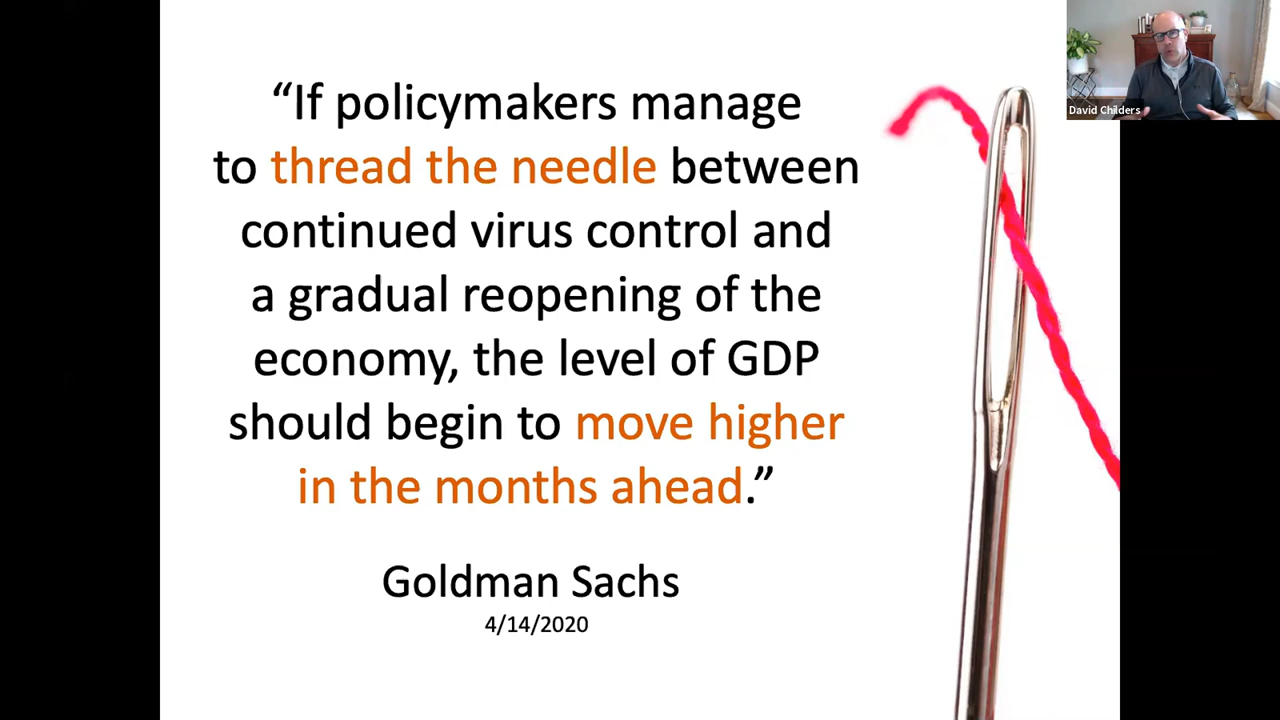 “If policymakers manage
to thread the needle between
continued virus control and
a gradual reopening of the
economy, the level of GDP
should begin to move higher
in the months ahead.”
Goldman Sachs
4/14/2020
David Childers